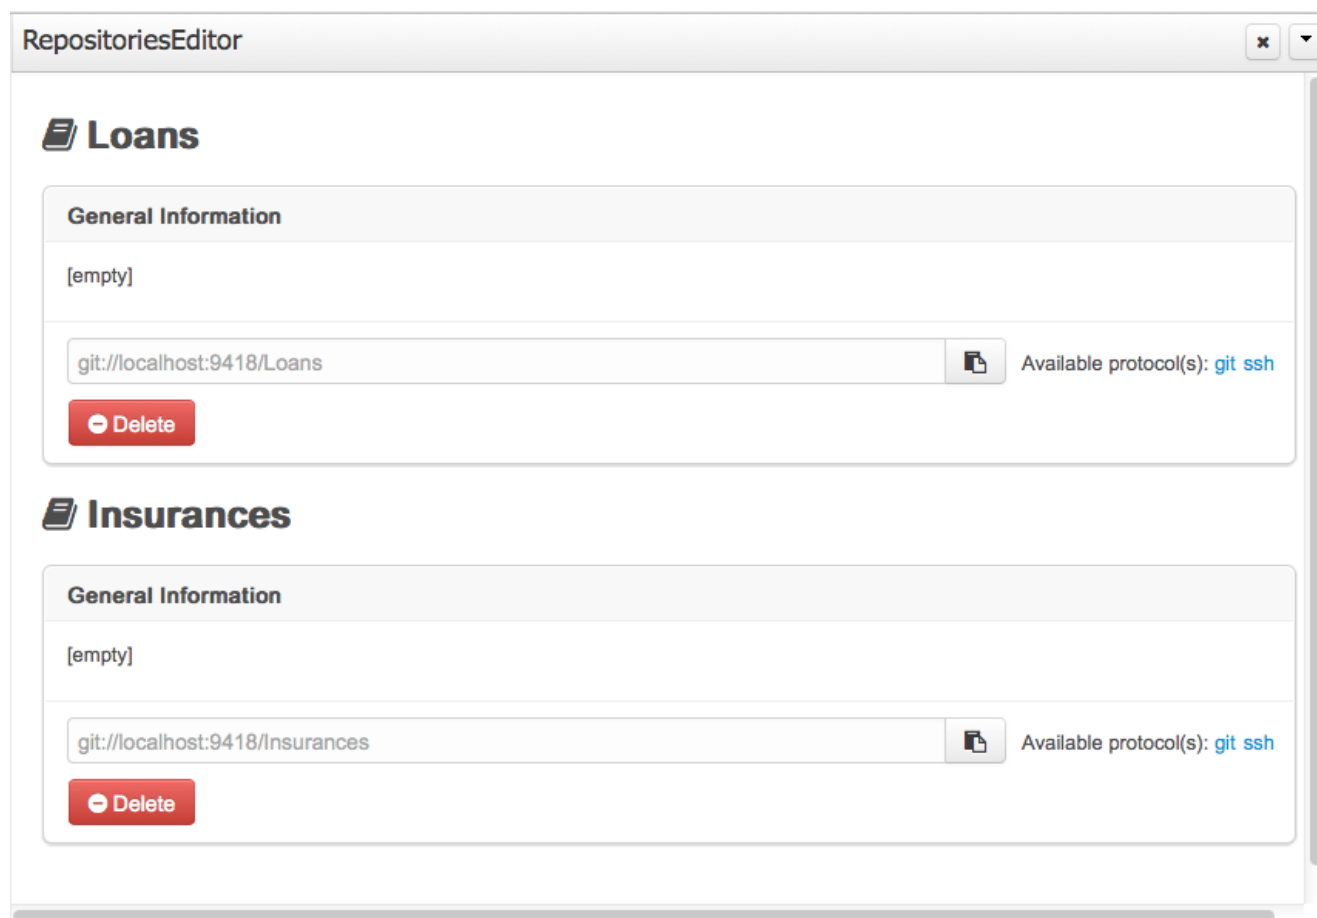 RepositoriesEditor
Loans
General Information
[empty]
git://localhost:9418/Loans
Available protocol(s): git ssh
Delete
Insurances
General Information
[empty]
git://localhost:9418/Insurances
Available protocol(s): git ssh
Delete